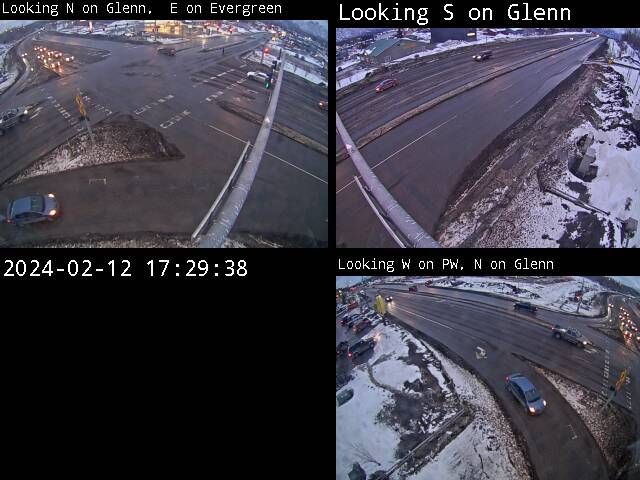 Looking N on Glenn,  E on Evergreen
Looking S on Glenn
2024-02-12 17:29:38
Looking W on PW, N on Glenn